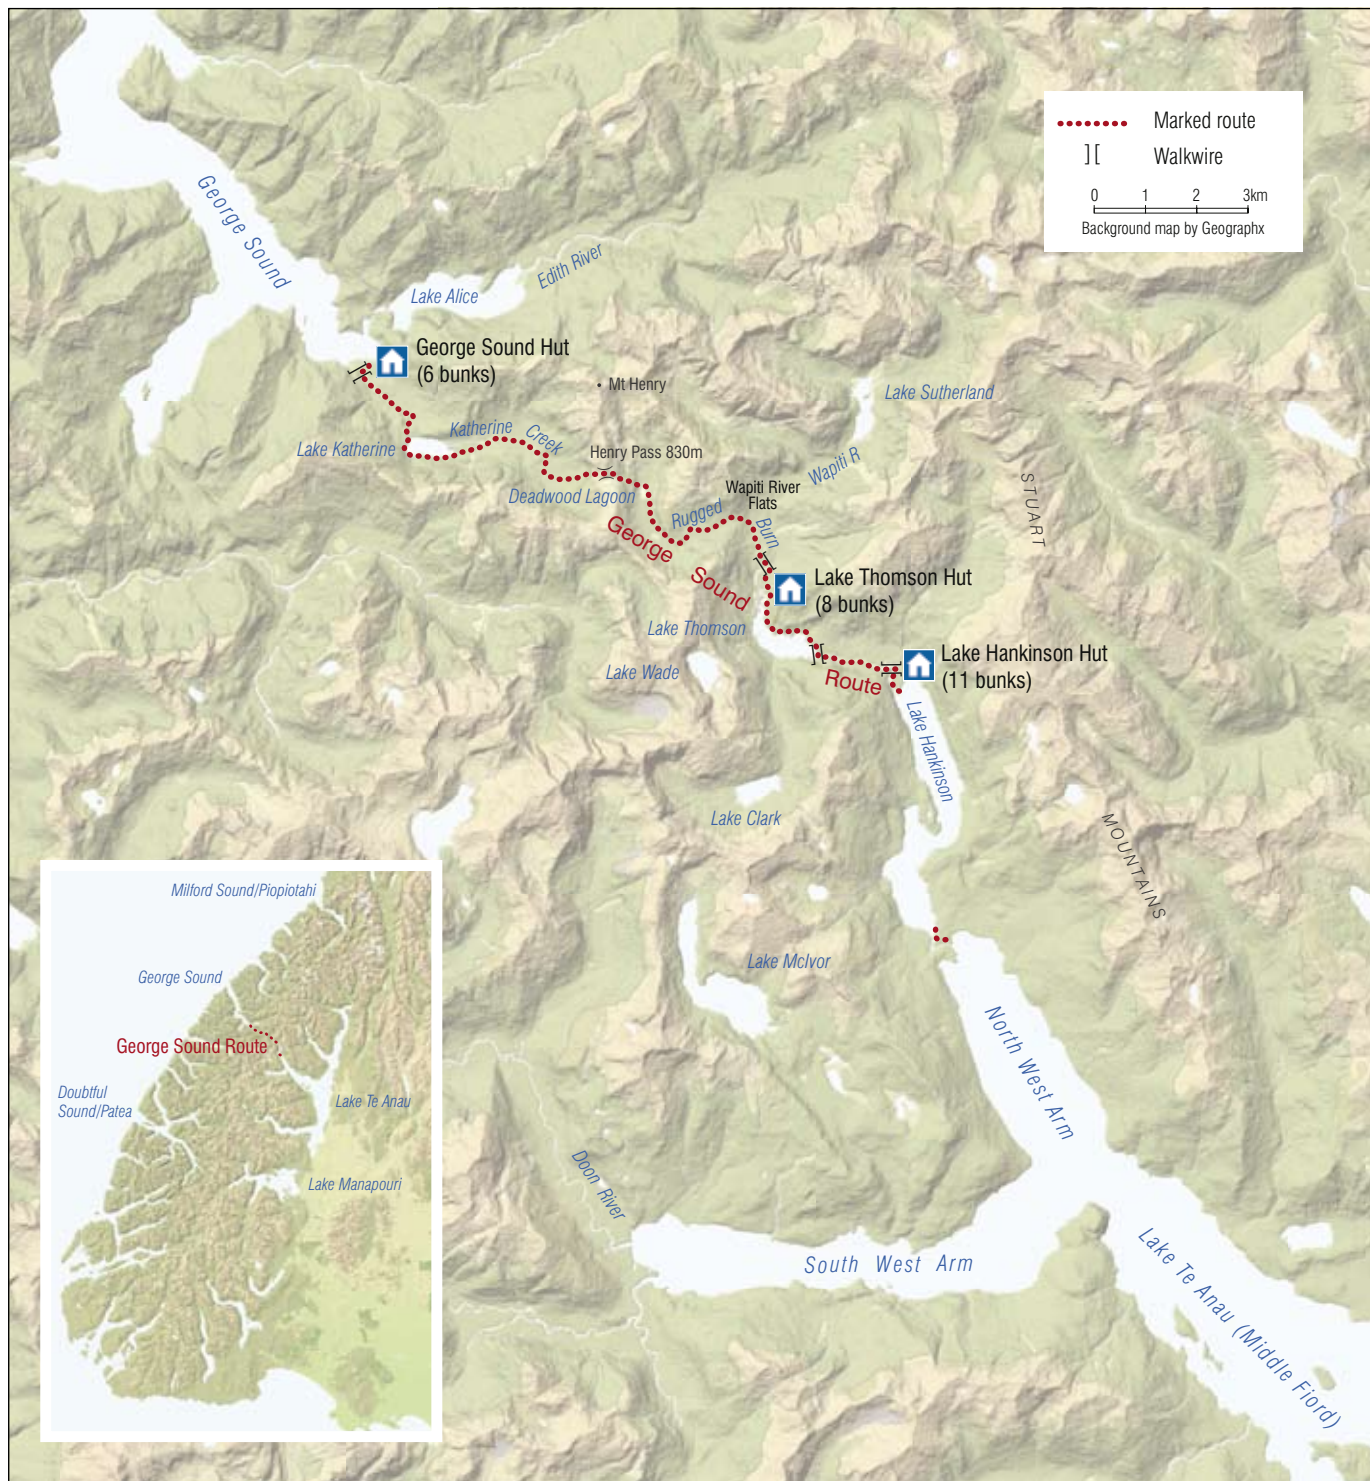 Marked route
Walkwire
0 1 2 3km
Background map by Geographx
George Sound
Edith River
Lake Alice
George Sound Hut
(6 bunks)
Mt Henry
Lake Sutherland
Katherine Creek
Lake Katherine
Henry Pass 830m
Wapiti R
Deadwood Lagoon
Wapiti River
Flats
Rugged Burn
STUART
George Sound Route
Lake Thomson Hut
(8 bunks)
Lake Thomson
Lake Hankinson Hut
(11 bunks)
Lake Wade
Lake Hankinson
Lake Clark
MOUNTAINS
Lake McIvor
North West Arm
Doon River
South West Arm
Lake Te Anau (Middle Fiord)
Milford Sound/Piopiotahi
George Sound
George Sound Route
Doubtful
Sound/Patea
Lake Te Anau
Lake Manapouri